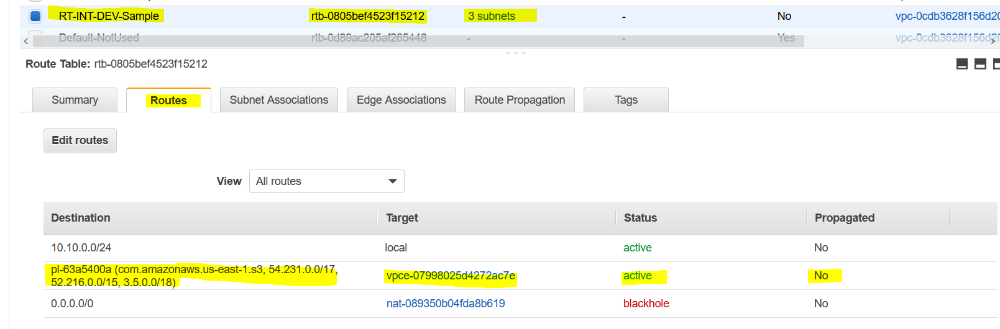 RT-INT-DEV-Sample rtb-0805bef4523f15212 3 subnets - No vpc-0cdb3628f156d20
Default-NotUsed rtb-0d89ac205af265448 - - Yes vpc-0cdb3628f156d20
Route Table: rtb-0805bef4523f15212
Summary Routes Subnet Associations Edge Associations Route Propagation Tags
Edit routes
View All routes
Destination Target Status Propagated
10.10.0.0/24 local active No
pl-63a5400a (com.amazonaws.us-east-1.s3, 54.231.0.0/17, vpce-07998025d4272ac7e active No
52.216.0.0/15, 3.5.0.0/18)
0.0.0.0/0 nat-089350b04fda8b619 blackhole No